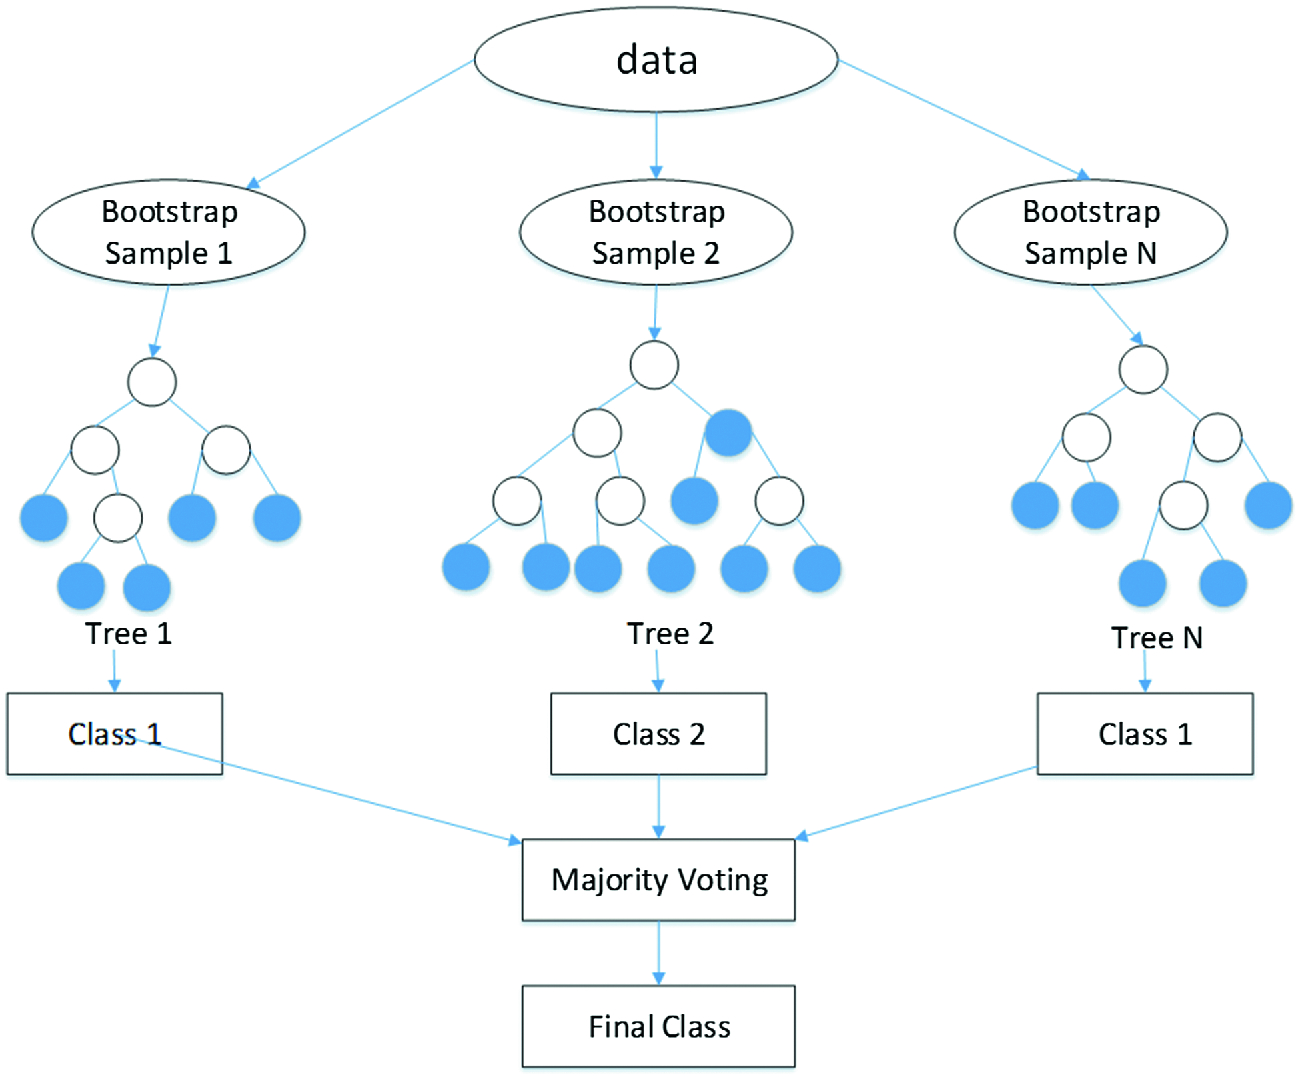 data
Bootstrap
Sample 1
Bootstrap
Sample 2
Bootstrap
Sample N
Tree 1
Tree 2
Tree N
Class 1
Class 2
Class 1
Majority Voting
Final Class